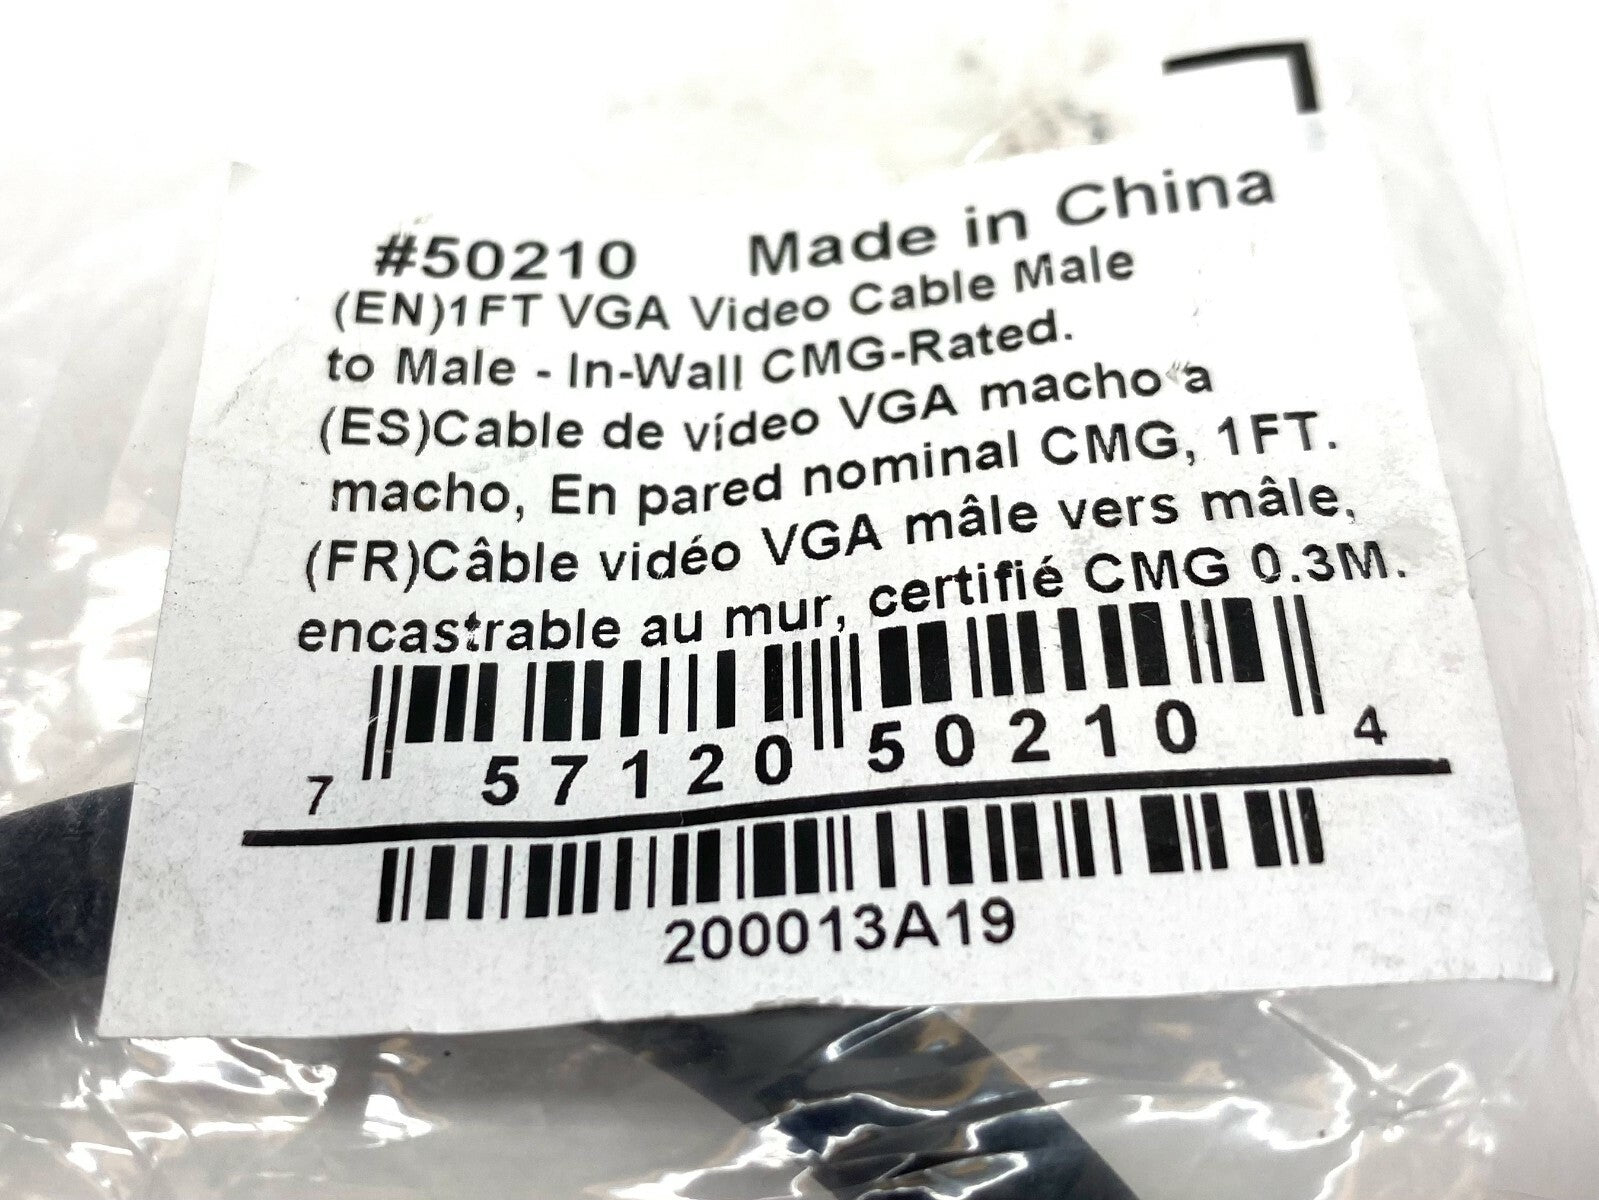 #50210 Made in China
(EN)1FT VGA Video Cable Male
to Male - In-Wall CMG-Rated.
(ES)Cable de vídeo VGA macho a
macho, En pared nominal CMG, 1FT.
(FR)Câble vidéo VGA mâle vers mâle,
encastrable au mur, certifié CMG 0.3M.
7 57120 50210 4
200013A19